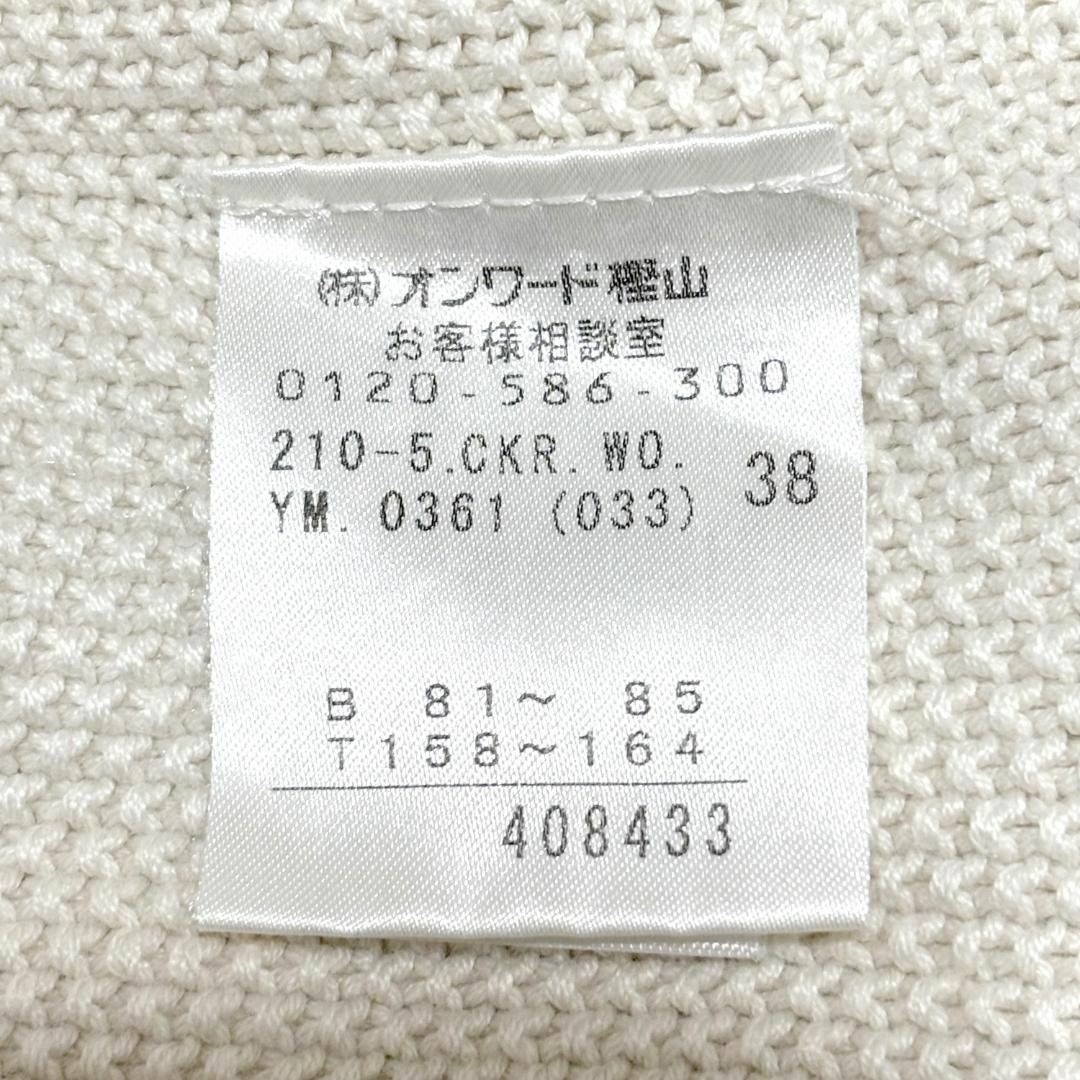 (株)オンワード樫山
お客様相談室
0120-586-300
210-5.CKR.WO.
YM. 0361 (033) 38
B 81～ 85
T158～164
408433